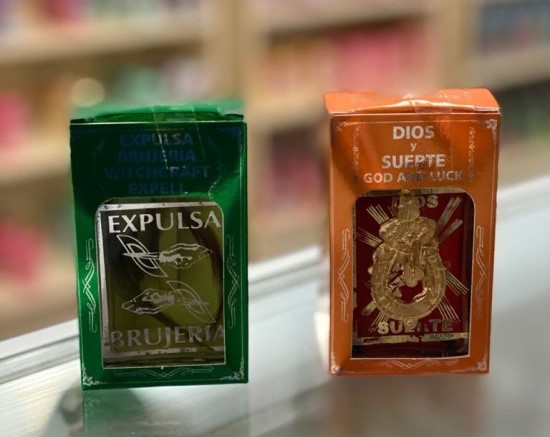 EXPULSA
BRUJERIA
WITCHCRAFT
EXPELL
EXPULSA
BRUJERIA
DIOS
y
SUERTE
GOD AND LUCK
DIOS
SUERTE